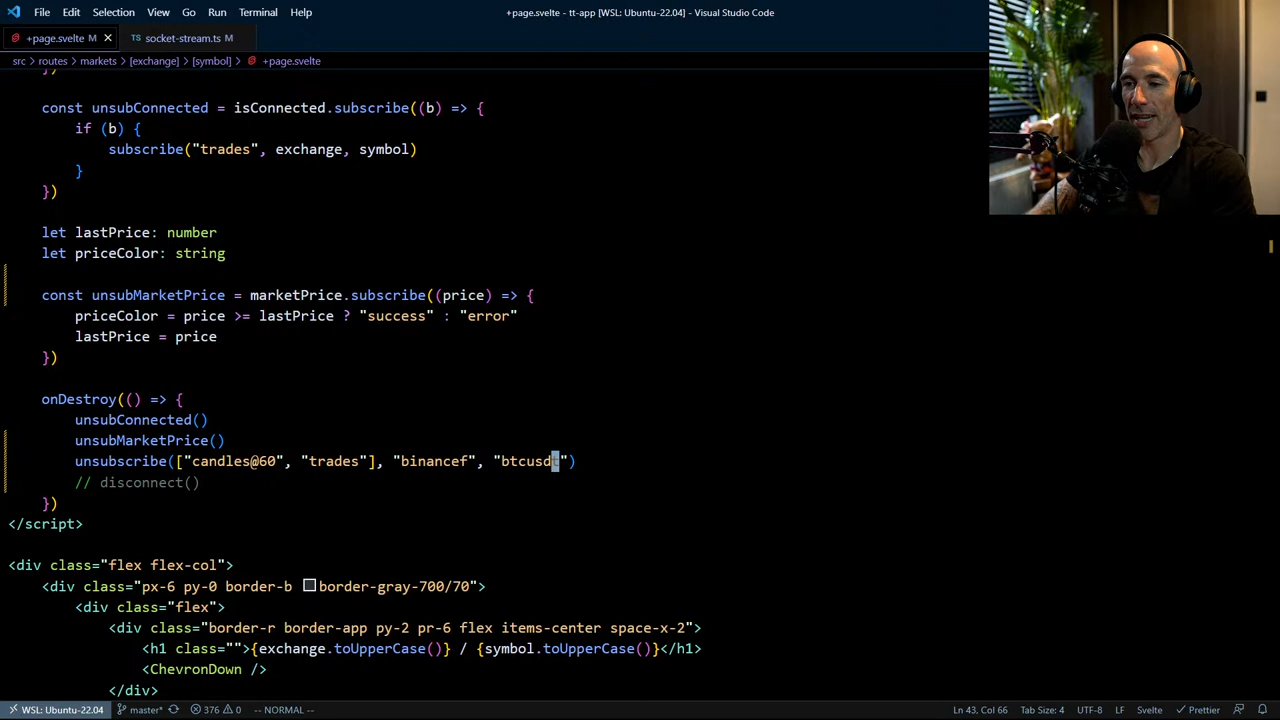 File Edit Selection View Go Run Terminal Help
+page.svelte - tt-app [WSL: Ubuntu-22.04] - Visual Studio Code
+page.svelte M × TS socket-stream.ts M
src > routes > markets > [exchange] > [symbol] > +page.svelte
})
const unsubConnected = isConnected.subscribe((b) => {
if (b) {
subscribe("trades", exchange, symbol)
}
})
let lastPrice: number
let priceColor: string
const unsubMarketPrice = marketPrice.subscribe((price) => {
priceColor = price >= lastPrice ? "success" : "error"
lastPrice = price
})
onDestroy(() => {
unsubConnected()
unsubMarketPrice()
unsubscribe(["candles@60", "trades"], "binancef", "btcusdt")
// disconnect()
})
</script>
<div class="flex flex-col">
<div class="px-6 py-0 border-b border-gray-700/70">
<div class="flex">
<div class="border-r border-app py-2 pr-6 flex items-center space-x-2">
<h1 class="">{exchange.toUpperCase()} / {symbol.toUpperCase()}</h1>
<ChevronDown />
</div>
WSL: Ubuntu-22.04 master* 376 0 -- NORMAL -- Ln 43, Col 66 Tab Size: 4 UTF-8 LF Svelte Prettier